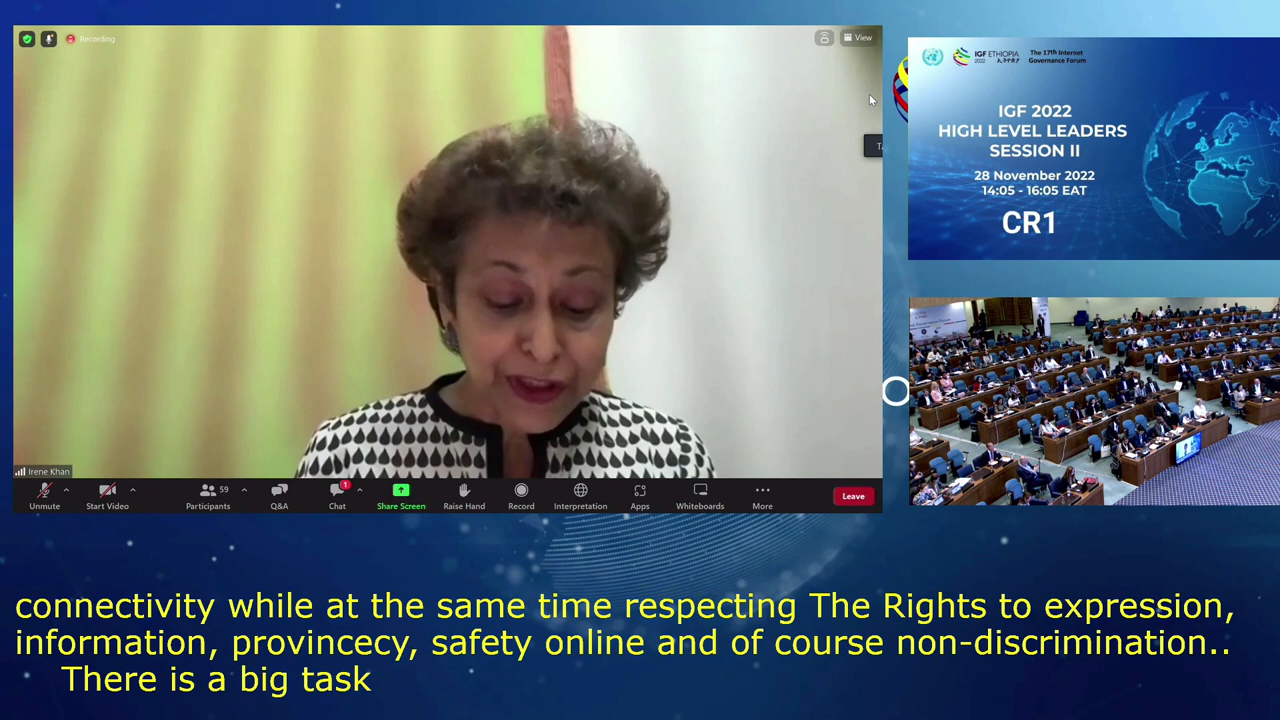 Recording
View
IGF ETHIOPIA
2022 ኢትዮጵያ
The 17th Internet
Governance Forum
IGF 2022
HIGH LEVEL LEADERS
SESSION II
28 November 2022
14:05 - 16:05 EAT
CR1
Irene Khan
Unmute
Start Video
59
Participants
Q&A
1
Chat
Share Screen
Raise Hand
Record
Interpretation
Apps
Whiteboards
More
Leave
connectivity while at the same time respecting The Rights to expression,
information, provincecy, safety online and of course non-discrimination..
There is a big task